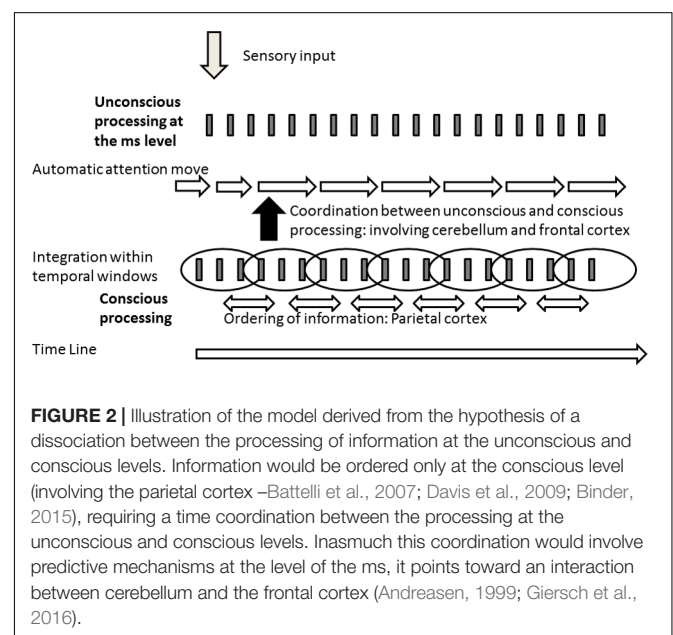 Sensory input
Unconscious
processing at
the ms level
Automatic attention move
Coordination between unconscious and conscious
processing: involving cerebellum and frontal cortex
Integration within
temporal windows
Conscious
processing
Ordering of information: Parietal cortex
Time Line
FIGURE 2 | Illustration of the model derived from the hypothesis of a
dissociation between the processing of information at the unconscious and
conscious levels. Information would be ordered only at the conscious level
(involving the parietal cortex –Battelli et al., 2007; Davis et al., 2009; Binder,
2015), requiring a time coordination between the processing at the
unconscious and conscious levels. Inasmuch this coordination would involve
predictive mechanisms at the level of the ms, it points toward an interaction
between cerebellum and the frontal cortex (Andreasen, 1999; Giersch et al.,
2016).